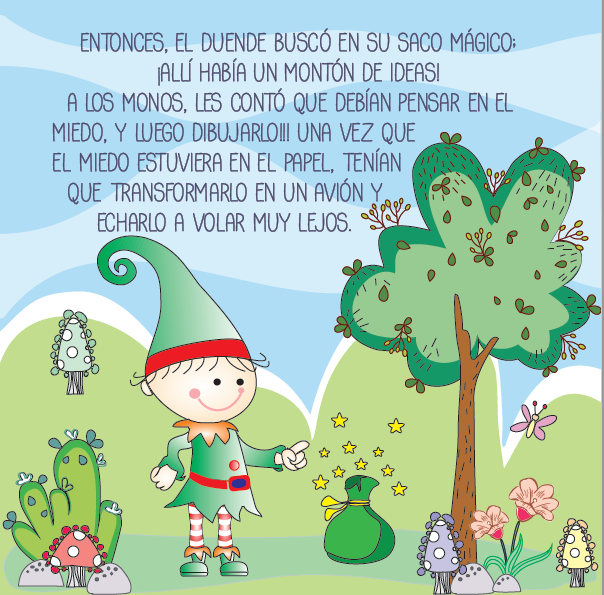 ENTONCES, EL DUENDE BUSCÓ EN SU SACO MÁGICO;
¡ALLÍ HABÍA UN MONTÓN DE IDEAS!
A LOS MONOS, LES CONTÓ QUE DEBÍAN PENSAR EN EL
MIEDO, Y LUEGO DIBUJARLO!!! UNA VEZ QUE
EL MIEDO ESTUVIERA EN EL PAPEL, TENÍAN
QUE TRANSFORMARLO EN UN AVIÓN Y
ECHARLO A VOLAR MUY LEJOS.